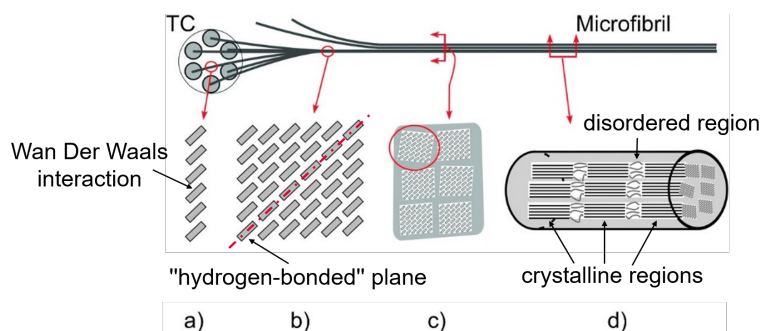 TC
Microfibril
disordered region
Wan Der Waals
interaction
"hydrogen-bonded" plane
crystalline regions
a)
b)
c)
d)